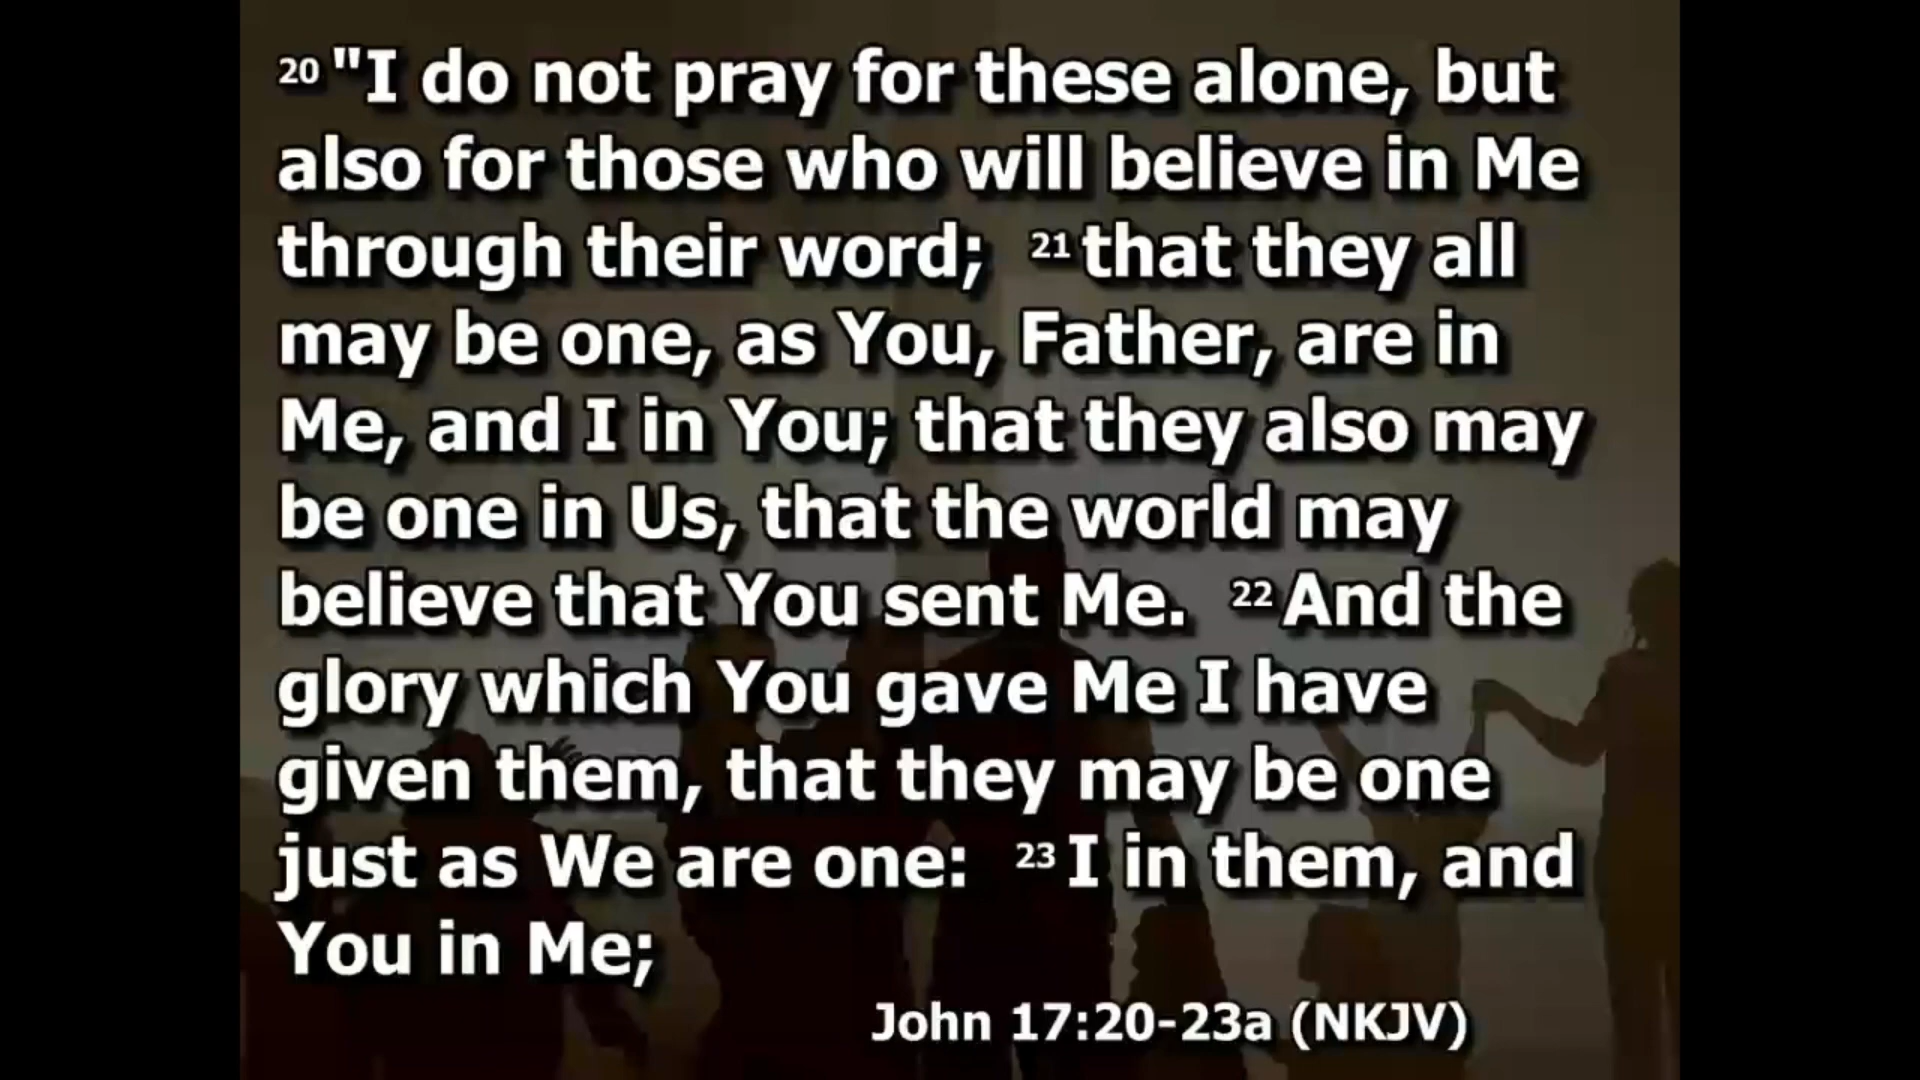 20 "I do not pray for these alone, but
also for those who will believe in Me
through their word; 21 that they all
may be one, as You, Father, are in
Me, and I in You; that they also may
be one in Us, that the world may
believe that You sent Me. 22 And the
glory which You gave Me I have
given them, that they may be one
just as We are one: 23 I in them, and
You in Me;
John 17:20-23a (NKJV)